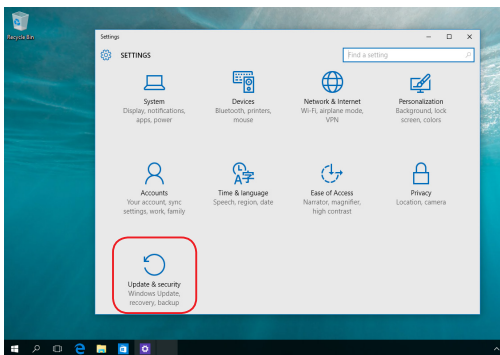 Recycle Bin
Settings
SETTINGS
Find a setting
System
Display, notifications,
apps, power
Devices
Bluetooth, printers,
mouse
Network & Internet
Wi-Fi, airplane mode,
VPN
Personalization
Background, lock
screen, colors
Accounts
Your account, sync
settings, work, family
Time & language
Speech, region, date
Ease of Access
Narrator, magnifier,
high contrast
Privacy
Location, camera
Update & security
Windows Update,
recovery, backup